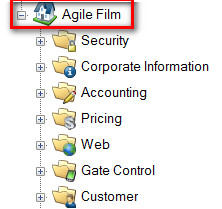 Agile Film
Security
Corporate Information
Accounting
Pricing
Web
Gate Control
Customer